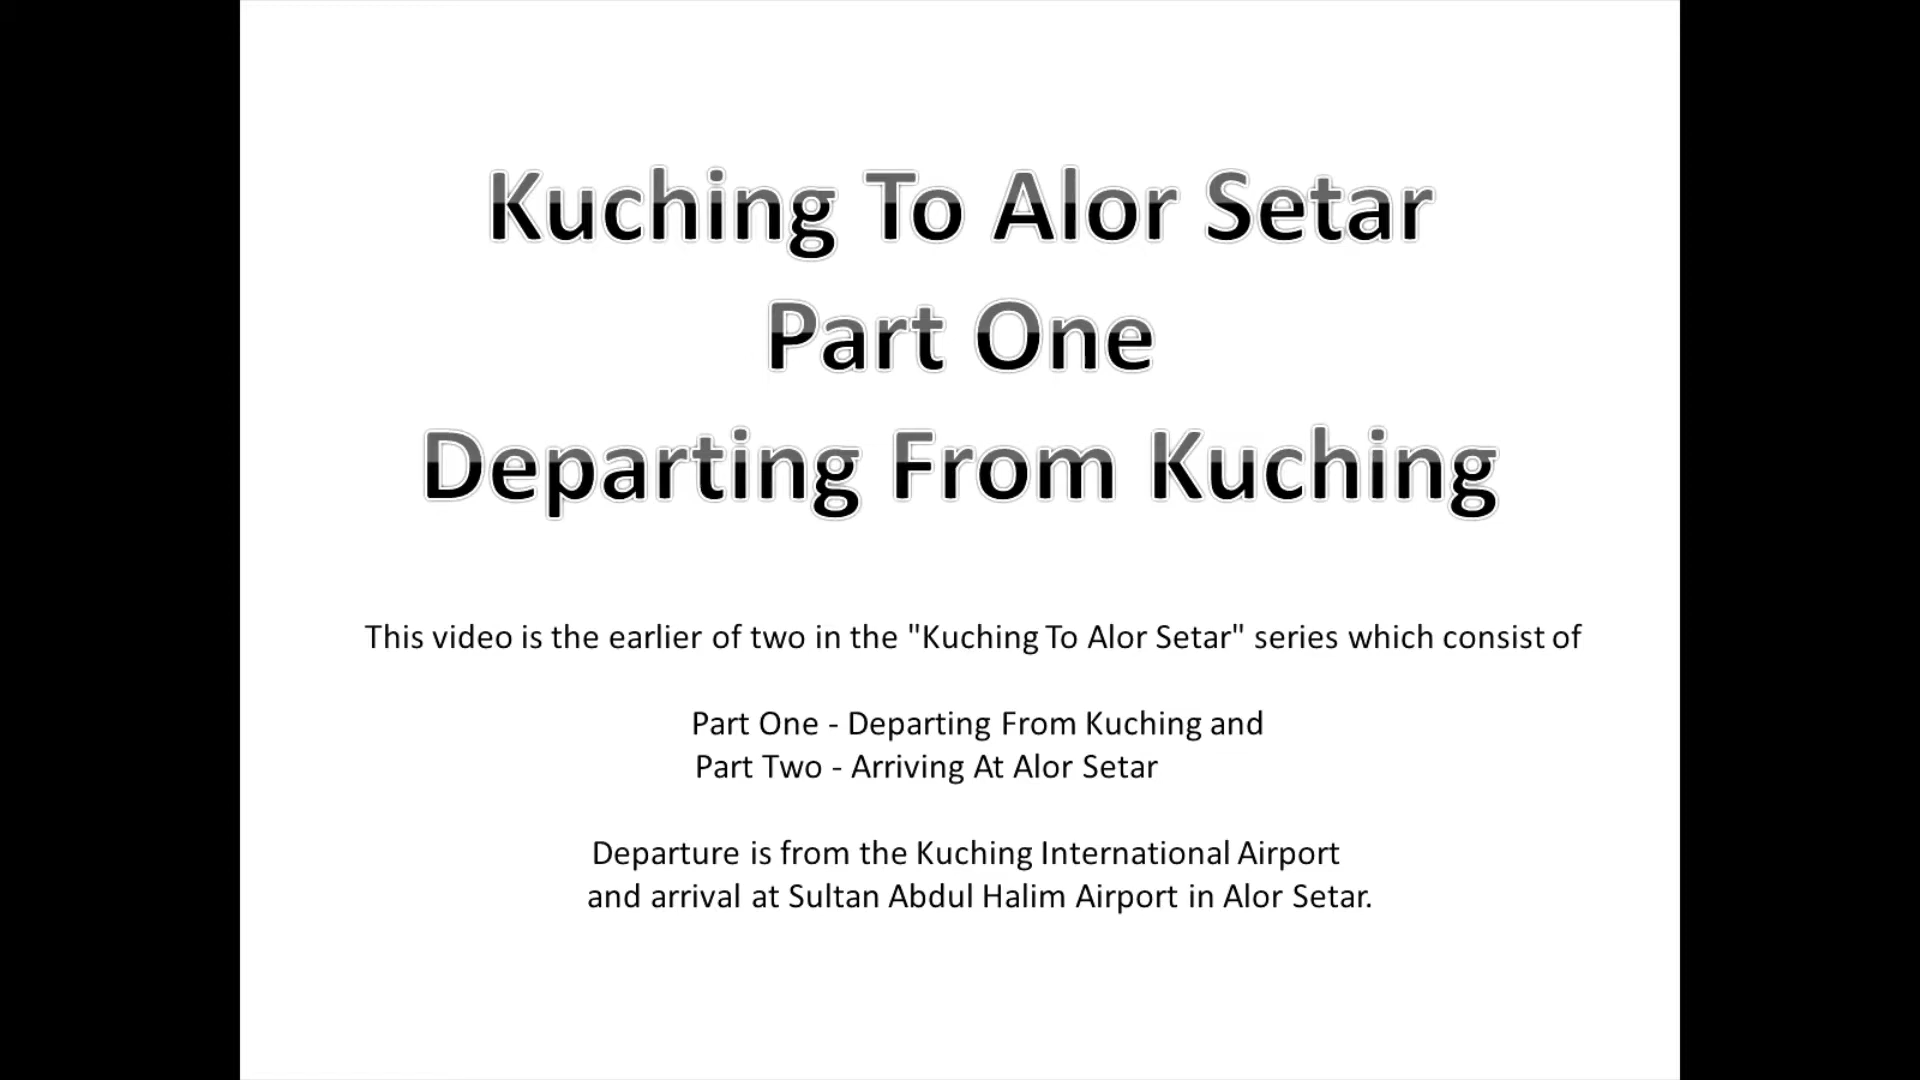 Kuching To Alor Setar
Part One
Departing From Kuching
This video is the earlier of two in the "Kuching To Alor Setar" series which consist of
Part One - Departing From Kuching and
Part Two - Arriving At Alor Setar
Departure is from the Kuching International Airport
and arrival at Sultan Abdul Halim Airport in Alor Setar.